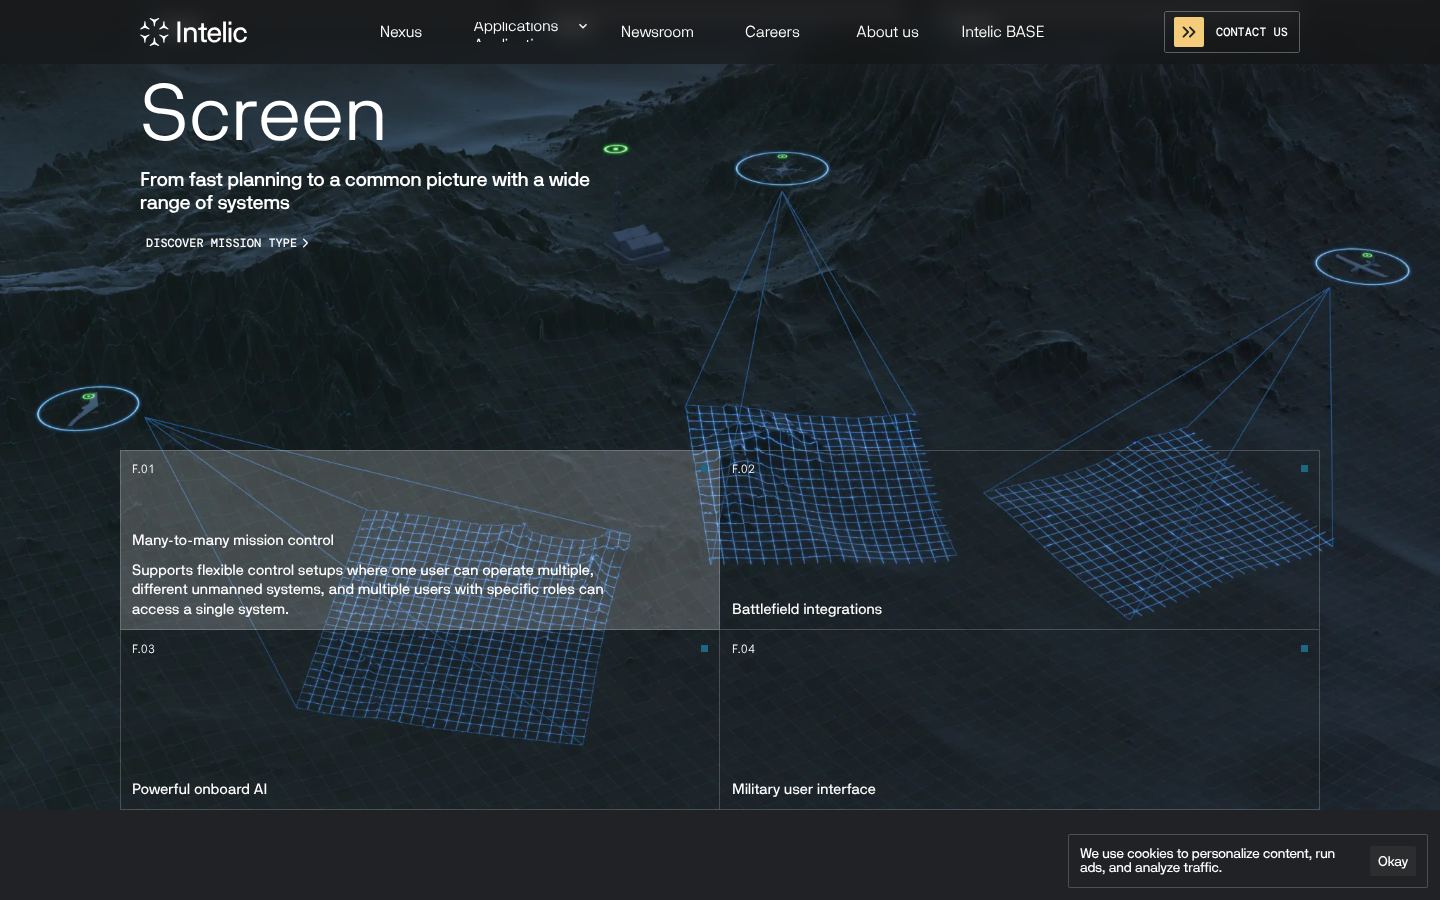 Intelic
Nexus
Applications
Newsroom
Careers
About us
Intelic BASE
CONTACT US
Screen
From fast planning to a common picture with a wide
range of systems
DISCOVER MISSION TYPE
F.01
Many-to-many mission control
Supports flexible control setups where one user can operate multiple,
different unmanned systems, and multiple users with specific roles can
access a single system.
F.02
Battlefield integrations
F.03
Powerful onboard AI
F.04
Military user interface
We use cookies to personalize content, run
ads, and analyze traffic.
Okay